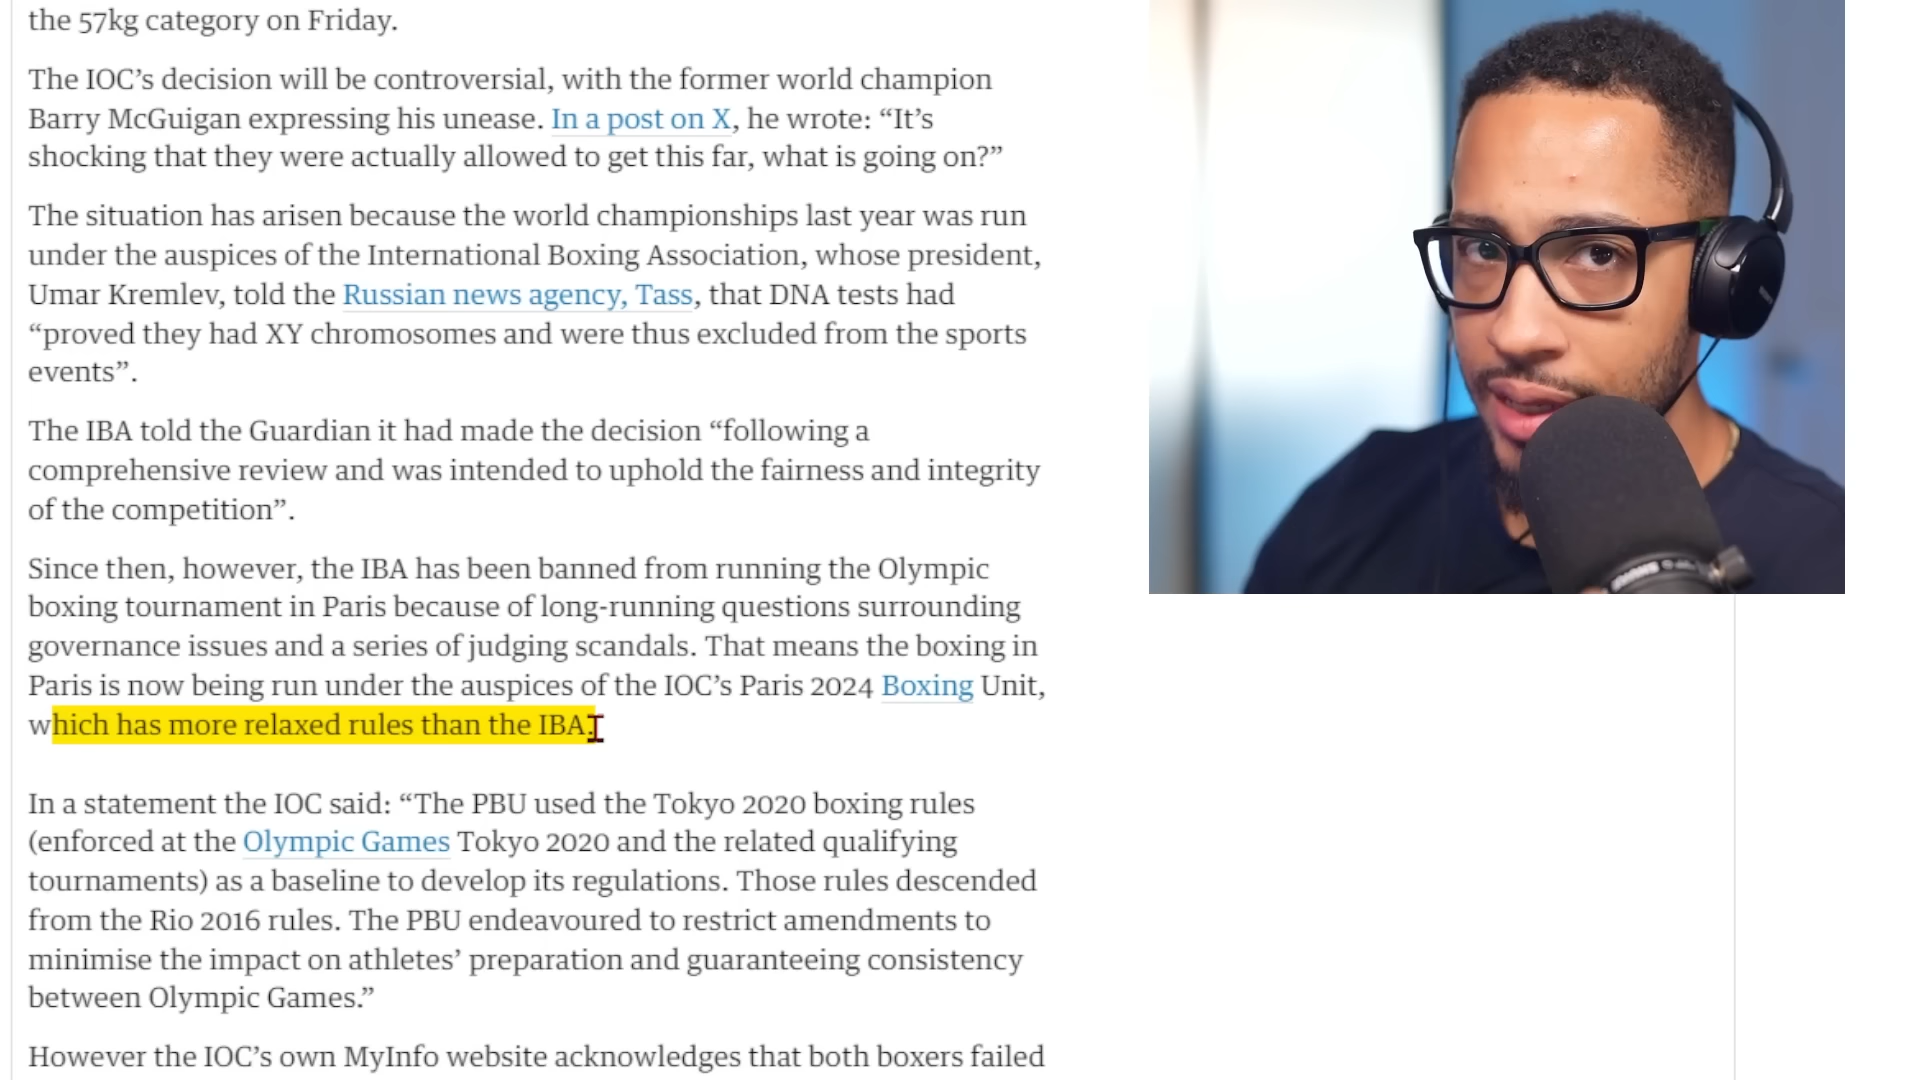 the 57kg category on Friday.
The IOC’s decision will be controversial, with the former world champion
Barry McGuigan expressing his unease. In a post on X, he wrote: “It’s
shocking that they were actually allowed to get this far, what is going on?”
The situation has arisen because the world championships last year was run
under the auspices of the International Boxing Association, whose president,
Umar Kremlev, told the Russian news agency, Tass, that DNA tests had
“proved they had XY chromosomes and were thus excluded from the sports
events”.
The IBA told the Guardian it had made the decision “following a
comprehensive review and was intended to uphold the fairness and integrity
of the competition”.
Since then, however, the IBA has been banned from running the Olympic
boxing tournament in Paris because of long-running questions surrounding
governance issues and a series of judging scandals. That means the boxing in
Paris is now being run under the auspices of the IOC’s Paris 2024 Boxing Unit,
which has more relaxed rules than the IBA.
In a statement the IOC said: “The PBU used the Tokyo 2020 boxing rules
(enforced at the Olympic Games Tokyo 2020 and the related qualifying
tournaments) as a baseline to develop its regulations. Those rules descended
from the Rio 2016 rules. The PBU endeavoured to restrict amendments to
minimise the impact on athletes’ preparation and guaranteeing consistency
between Olympic Games.”
However the IOC’s own MyInfo website acknowledges that both boxers failed